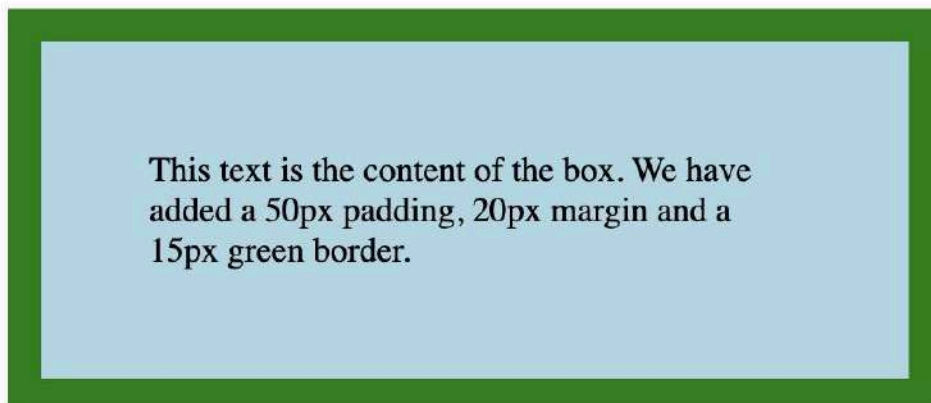 This text is the content of the box. We have
added a 50px padding, 20px margin and a
15px green border.